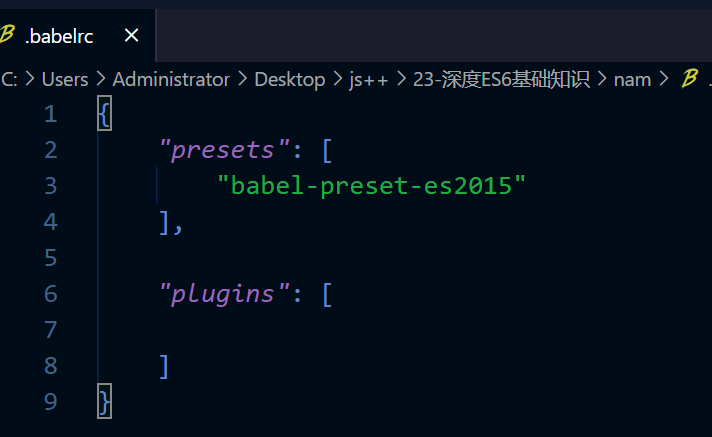 .babelrc ×
C: > Users > Administrator > Desktop > js++ > 23-深度ES6基础知识 > nam > .
1 {
2 "presets": [
3 "babel-preset-es2015"
4 ],
5
6 "plugins": [
7
8 ]
9 }